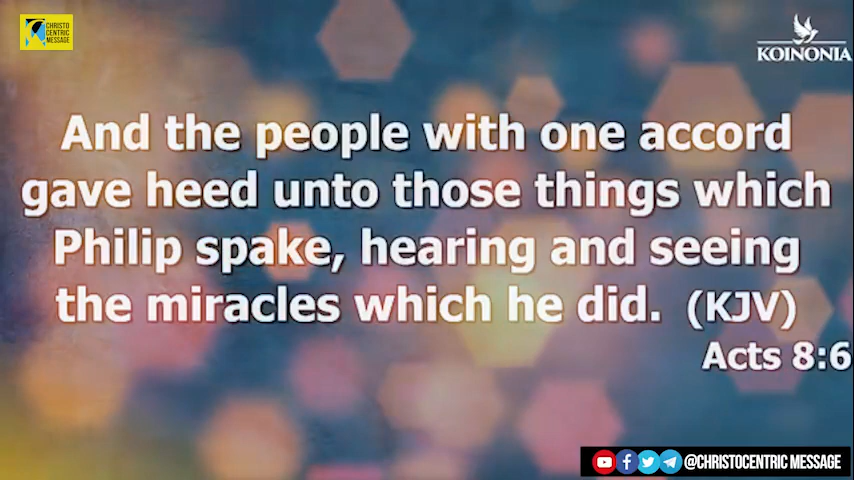 CHRISTO
CENTRIC
MESSAGE
KOINONIA
And the people with one accord
gave heed unto those things which
Philip spake, hearing and seeing
the miracles which he did. (KJV)
Acts 8:6
@CHRISTOCENTRIC MESSAGE